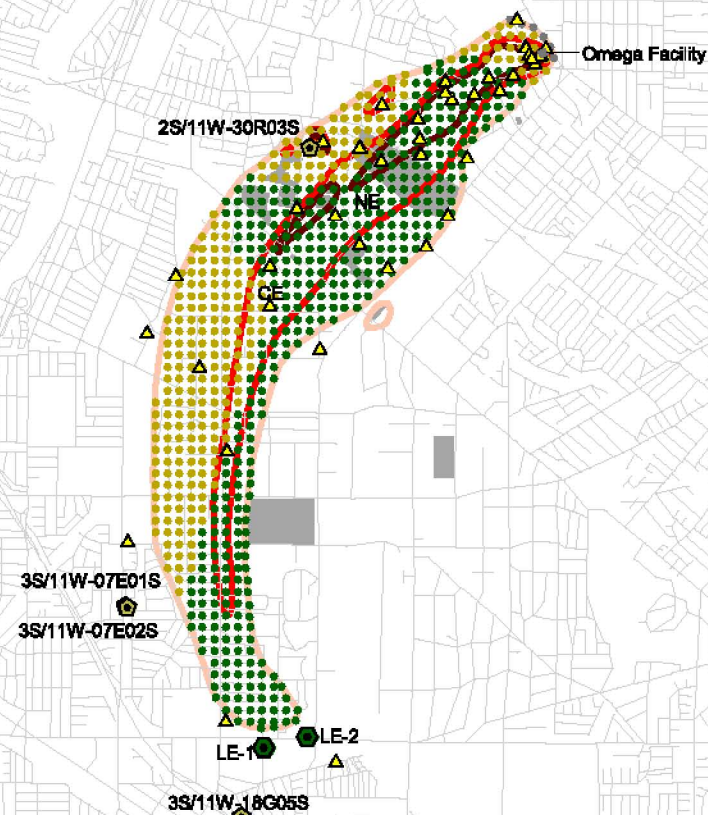 Omega Facility
2S/11W-30R03S
NE
CE
3S/11W-07E01S
3S/11W-07E02S
LE-2
LE-1
3S/11W-18G05S